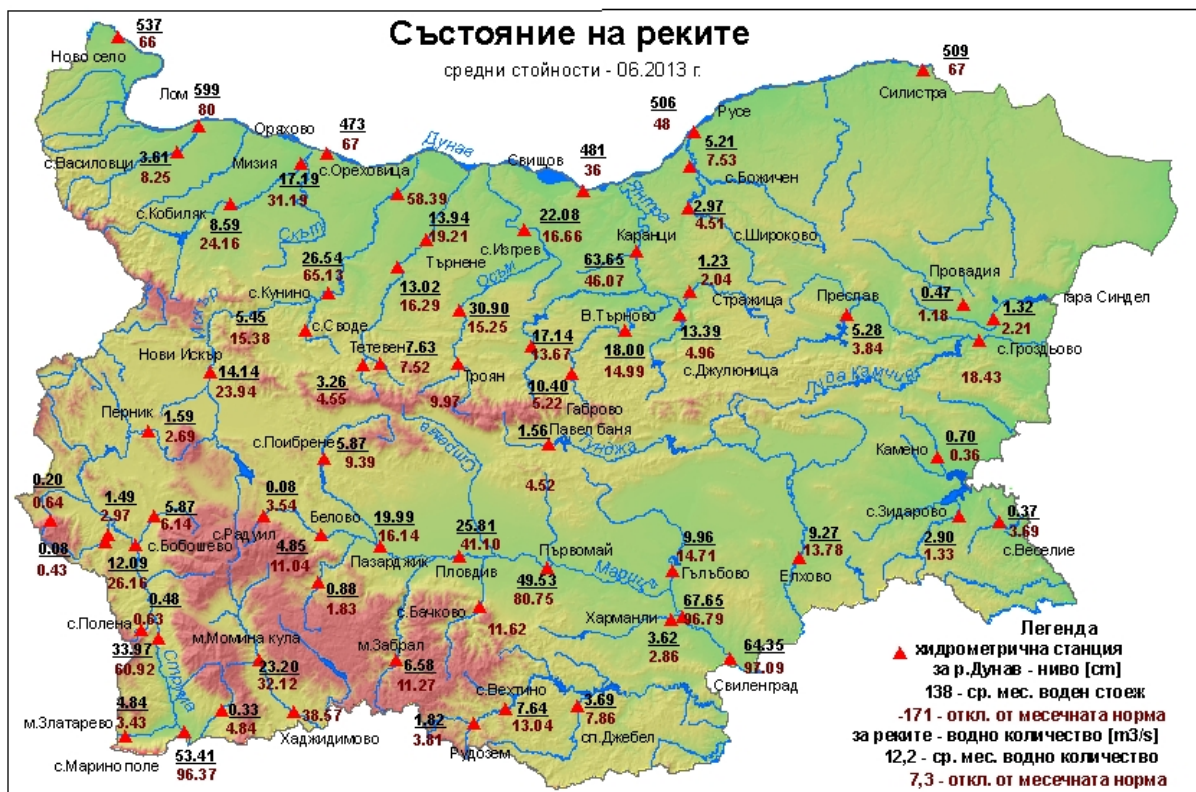 Състояние на реките
средни стойности - 06.2013 г.
537
66
Ново село
509
67
Силистра
Лом
599
80
Оряхово
473
67
506
48
Русе
с.Василовци
3.61
8.25
Мизия
17.19
31.19
с.Ореховица
58.39
Дунав
Свищов
481
36
Янтра
5.21
7.53
с.Божичен
с.Кобиляк
8.59
24.16
Скът
13.94
19.21
Търнене
22.08
16.66
с.Изгрев
Каранци
63.65
46.07
2.97
4.51
с.Широково
26.54
65.13
с.Кунино
13.02
16.29
Осъм
1.23
2.04
Стражица
Преслав
5.28
3.84
Провадия
0.47
1.18
1.32
2.21
гара Синдел
с.Гроздьово
18.43
Искър
5.45
15.38
с.Своде
30.90
15.25
В.Търново
18.00
14.99
13.39
4.96
с.Джулюница
Луда Камчия
Нови Искър
14.14
23.94
Тетевен
3.26
4.55
7.63
7.52
Троян
9.97
17.14
13.67
10.40
5.22
Габрово
Перник
1.59
2.69
с.Поибрене
5.87
9.39
Стряма
Павел баня
1.56
4.52
Тунджа
Камено
0.70
0.36
0.20
0.64
1.49
2.97
5.87
6.14
0.08
3.54
с.Радуил
Белово
19.99
16.14
Пазарджик
25.81
41.10
Пловдив
Първомай
49.53
80.75
Марица
9.96
14.71
Гълъбово
9.27
13.78
Елхово
с.Зидарово
2.90
1.33
0.37
3.69
с.Веселие
0.08
0.43
с.Бобошево
12.09
26.16
4.85
11.04
0.88
1.83
с.Бачково
11.62
Харманли
67.65
96.79
3.62
2.86
64.35
97.09
Свиленград
0.48
0.63
с.Полена
33.97
60.92
Струма
м.Момина кула
23.20
32.12
м.Забрал
6.58
11.27
с.Вехтино
7.64
13.04
3.69
7.86
сп.Джебел
4.84
3.43
м.Златарево
0.33
4.84
38.57
Хаджидимово
1.82
3.81
Рудозем
с.Марино поле
53.41
96.37
Легенда
хидрометрична станция
за р.Дунав - ниво [cm]
138 - ср. мес. воден стоеж
-171 - откл. от месечната норма
за реките - водно количество [m3/s]
12,2 - ср. мес. водно количество
7,3 - откл. от месечната норма